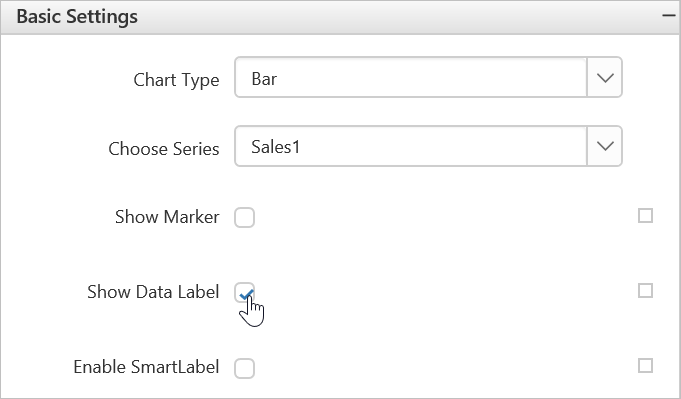 Basic Settings
Chart Type Bar
Choose Series Sales1
Show Marker
Show Data Label
Enable SmartLabel